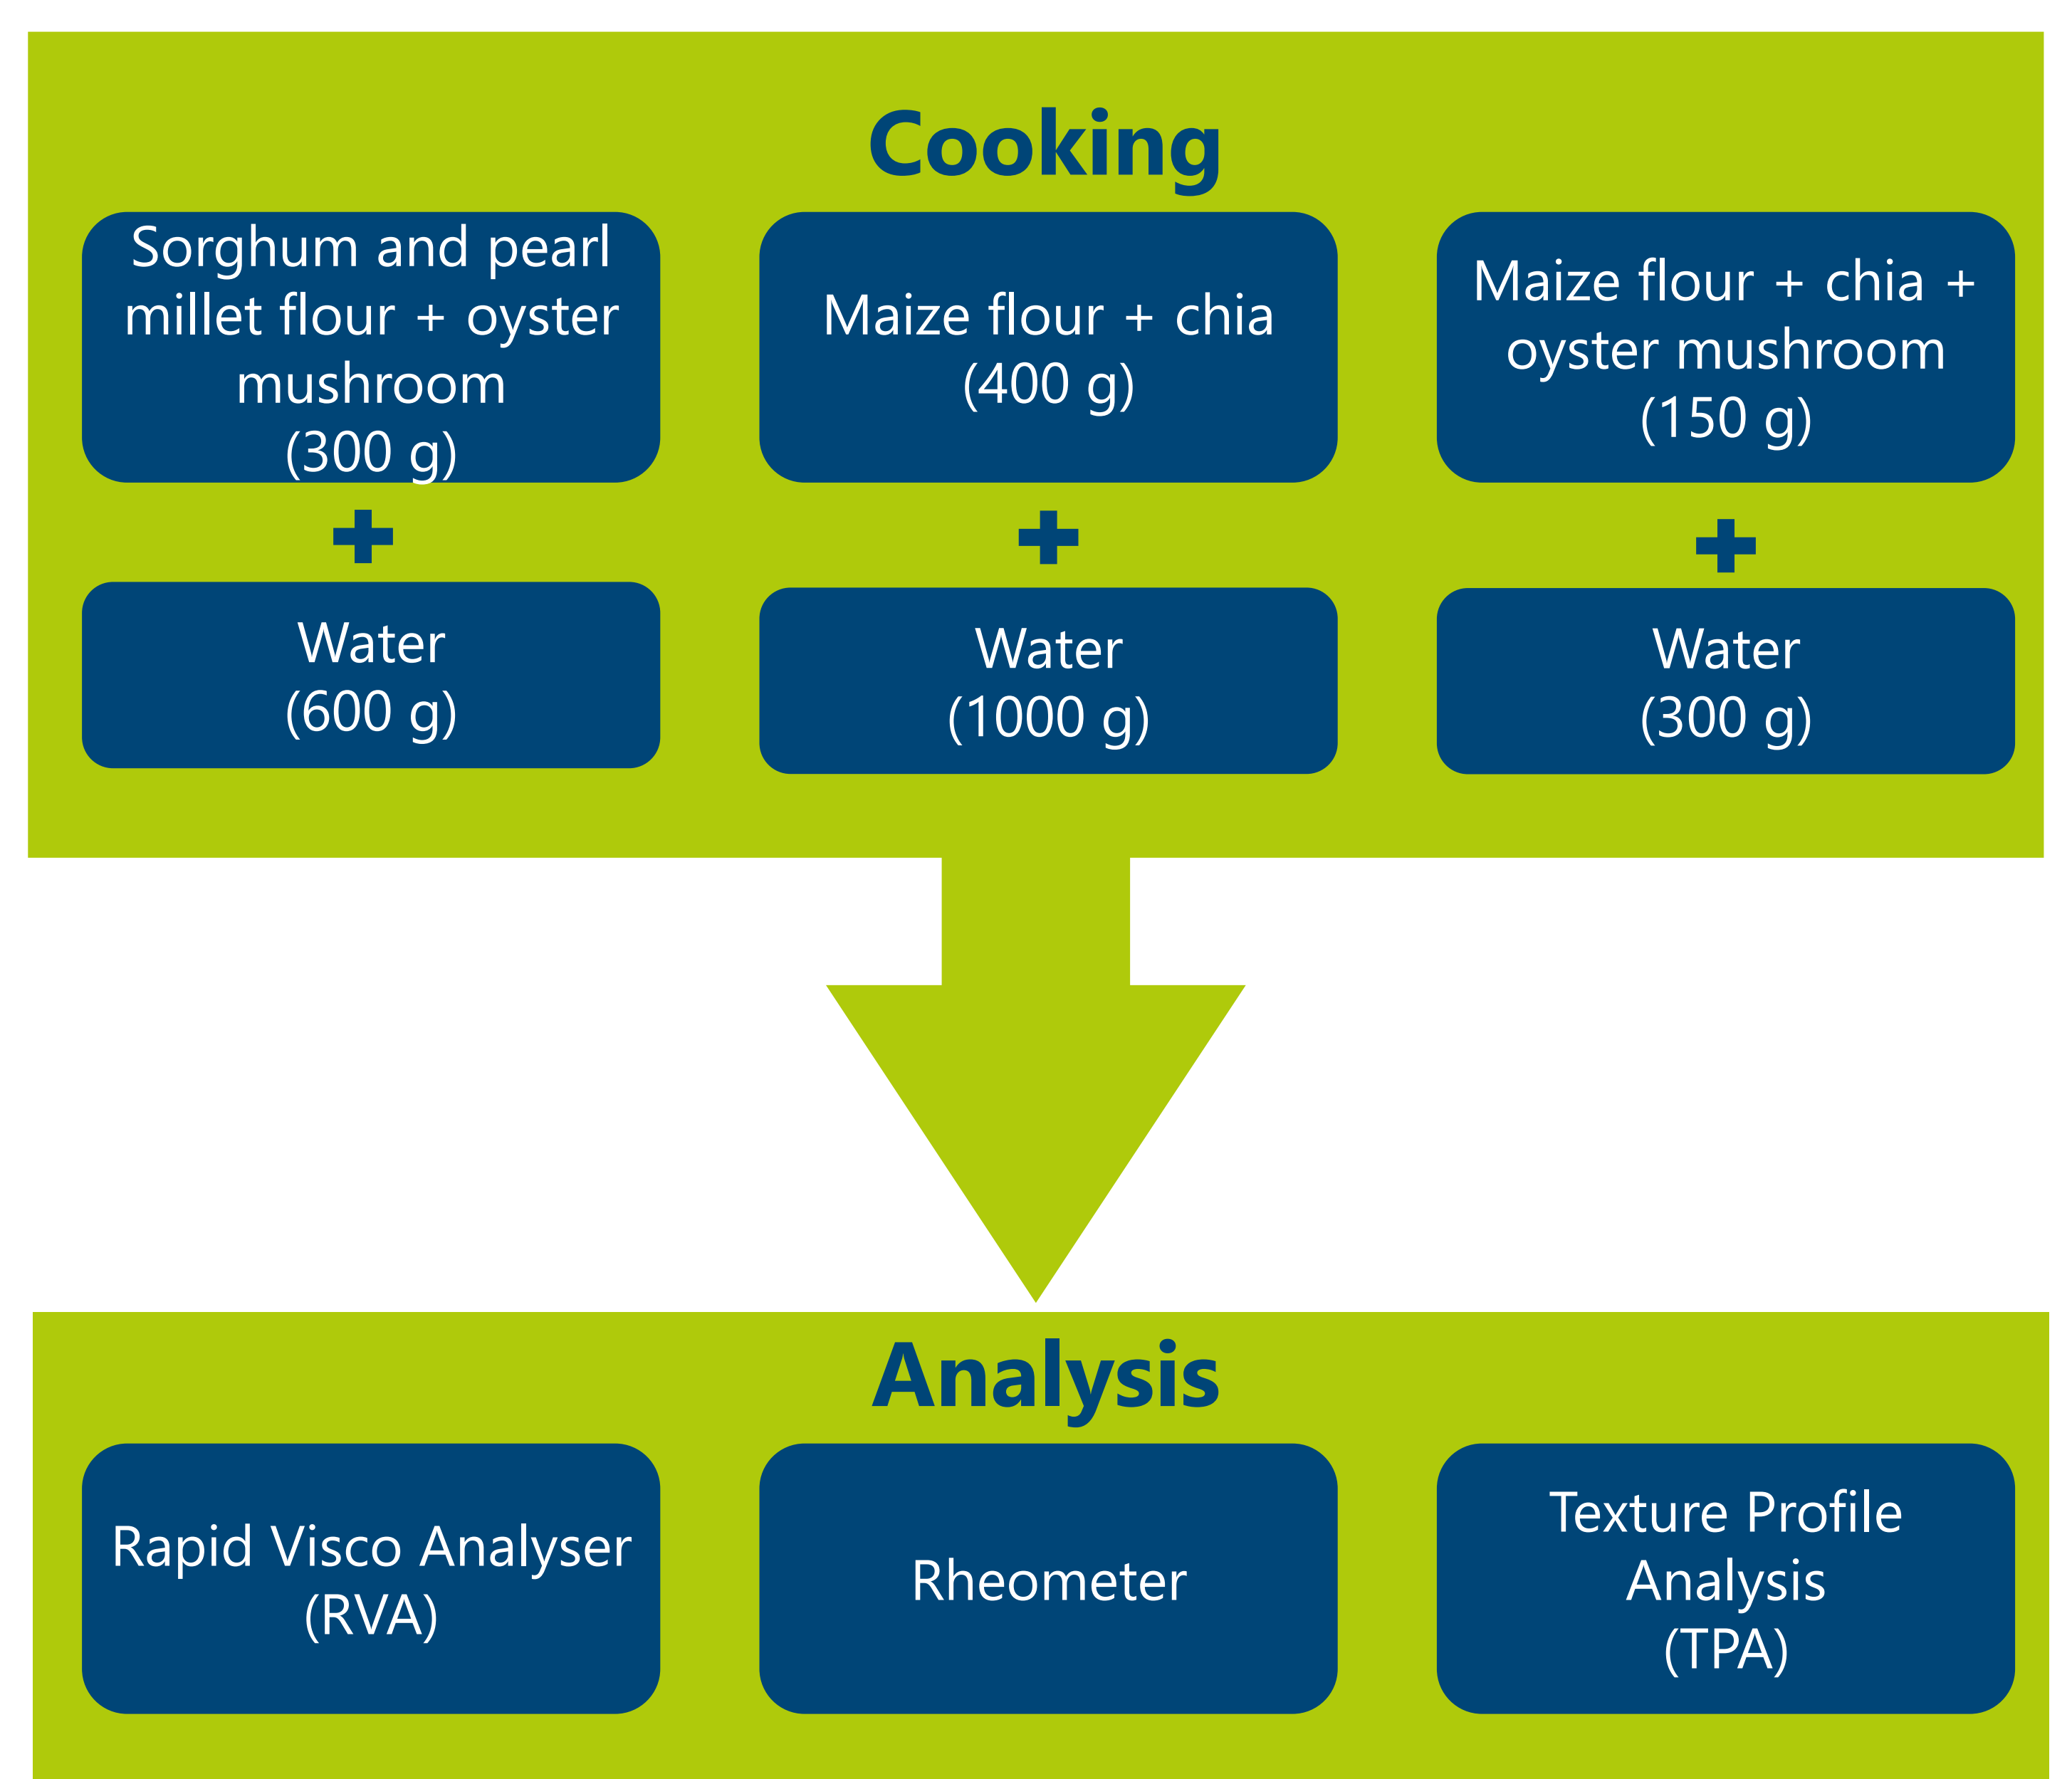 Cooking
Sorghum and pearl
millet flour + oyster
mushroom
(300 g)
Maize flour + chia
(400 g)
Maize flour + chia +
oyster mushroom
(150 g)
+
+
+
Water
(600 g)
Water
(1000 g)
Water
(300 g)
Analysis
Rapid Visco Analyser
(RVA)
Rheometer
Texture Profile
Analysis
(TPA)